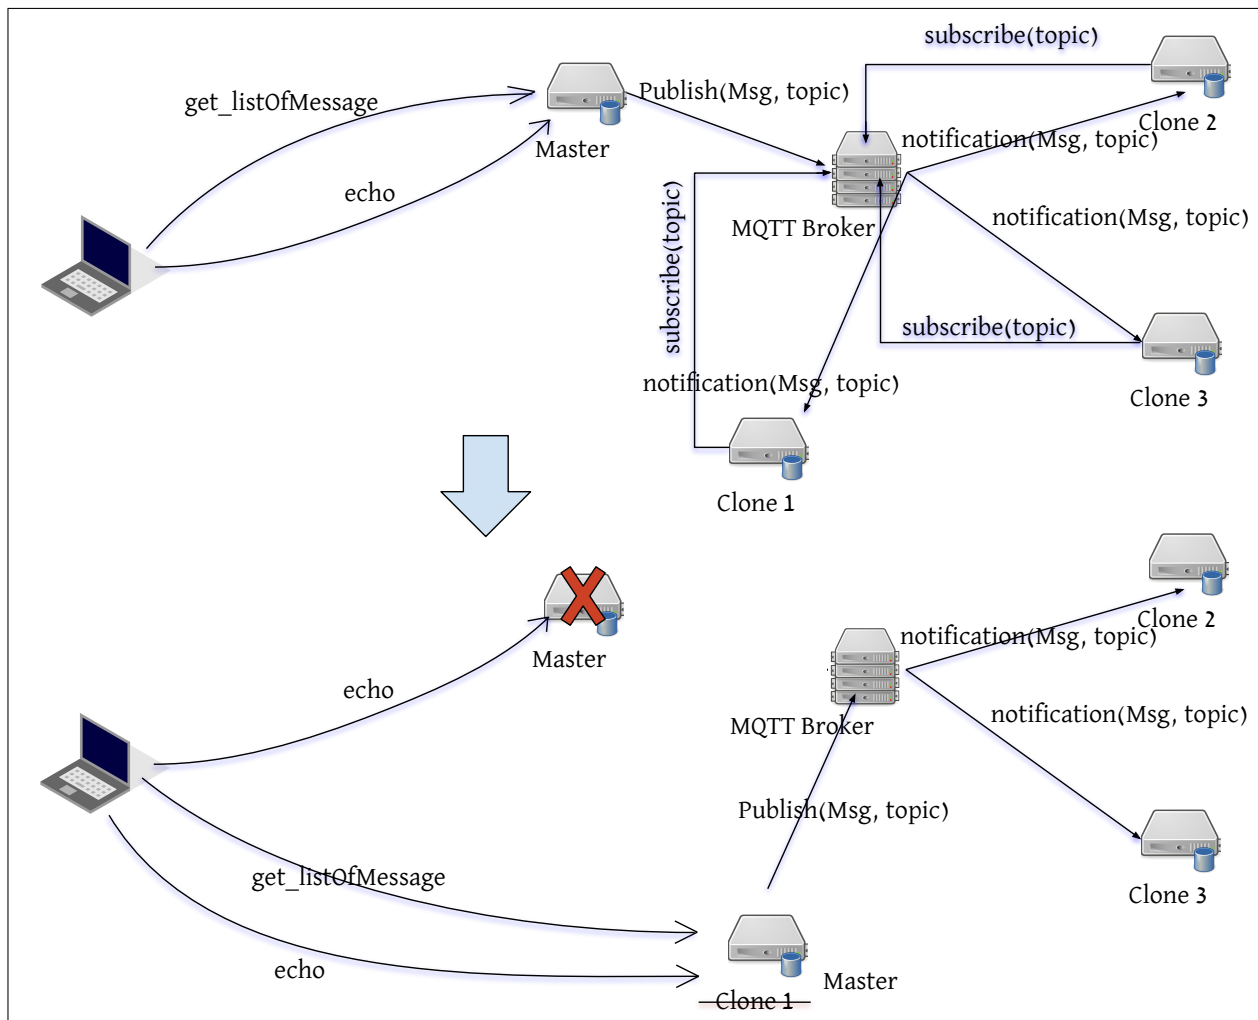 subscribe(topic)
get_listOfMessage
Publish(Msg, topic)
Clone 2
Master
notification(Msg, topic)
echo
subscribe(topic)
MQTT Broker
notification(Msg, topic)
subscribe(topic)
notification(Msg, topic)
Clone 3
Clone 1
Clone 2
Master
notification(Msg, topic)
echo
MQTT Broker
notification(Msg, topic)
Publish(Msg, topic)
get_listOfMessage
Clone 3
echo
Master
Clone 1